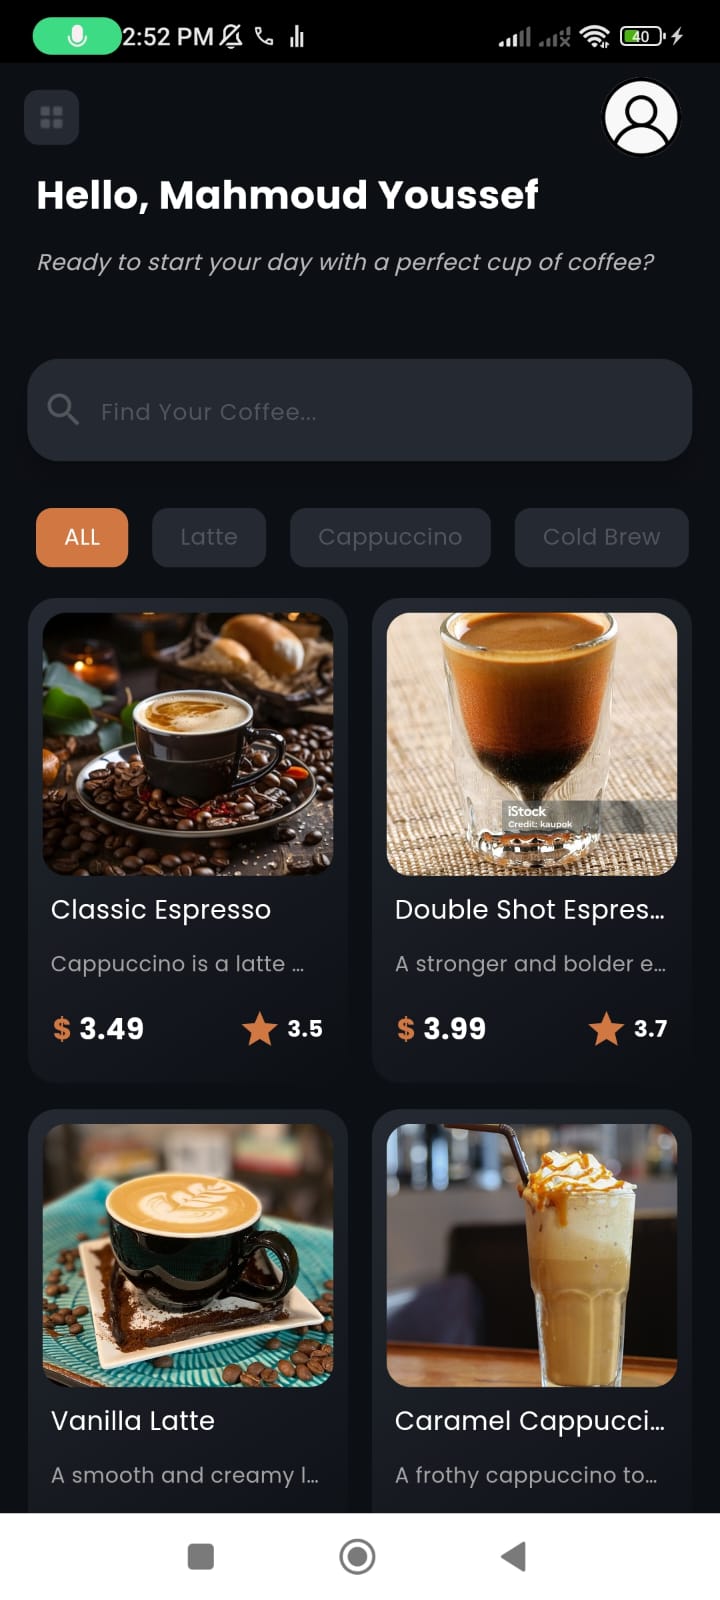 2:52 PM
40
Hello, Mahmoud Youssef
Ready to start your day with a perfect cup of coffee?
Find Your Coffee...
ALL
Latte
Cappuccino
Cold Brew
iStock
Credit: kaupok
Classic Espresso
Double Shot Espres...
Cappuccino is a latte ...
A stronger and bolder e...
$ 3.49
3.5
$ 3.99
3.7
Vanilla Latte
Caramel Cappucci...
A smooth and creamy l...
A frothy cappuccino to...